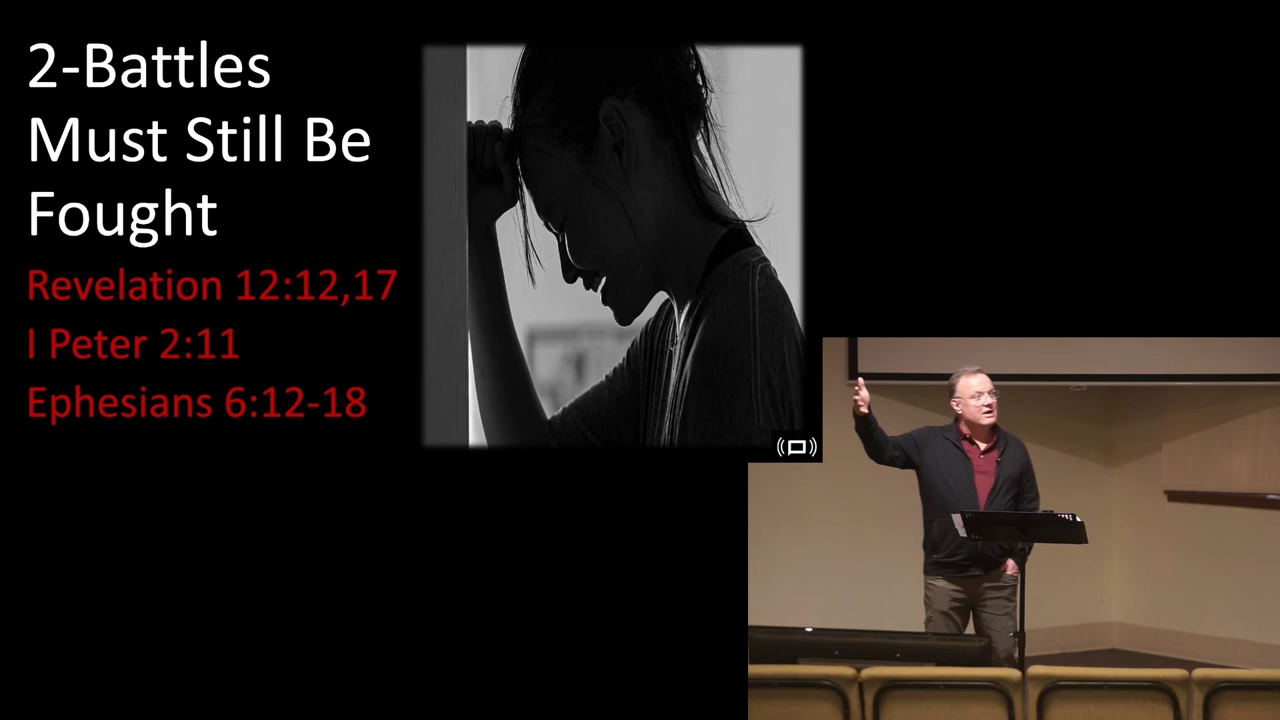 2-Battles
Must Still Be
Fought
Revelation 12:12,17
I Peter 2:11
Ephesians 6:12-18